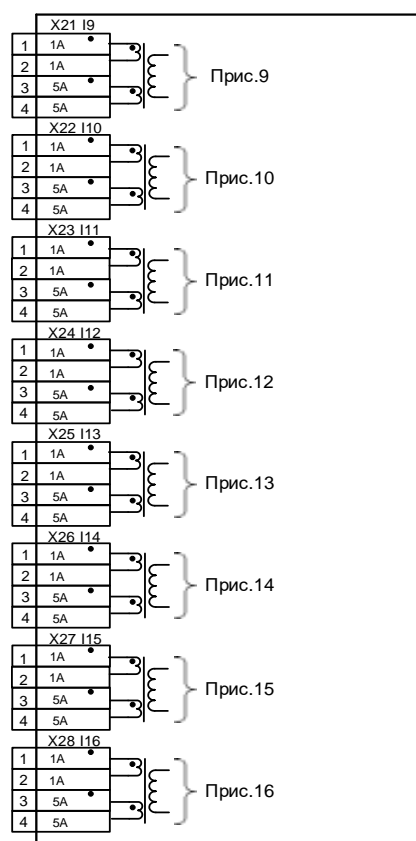 X21 I9
1 1A
2 1A
3 5A
4 5A
Прис.9
X22 I10
1 1A
2 1A
3 5A
4 5A
Прис.10
X23 I11
1 1A
2 1A
3 5A
4 5A
Прис.11
X24 I12
1 1A
2 1A
3 5A
4 5A
Прис.12
X25 I13
1 1A
2 1A
3 5A
4 5A
Прис.13
X26 I14
1 1A
2 1A
3 5A
4 5A
Прис.14
X27 I15
1 1A
2 1A
3 5A
4 5A
Прис.15
X28 I16
1 1A
2 1A
3 5A
4 5A
Прис.16